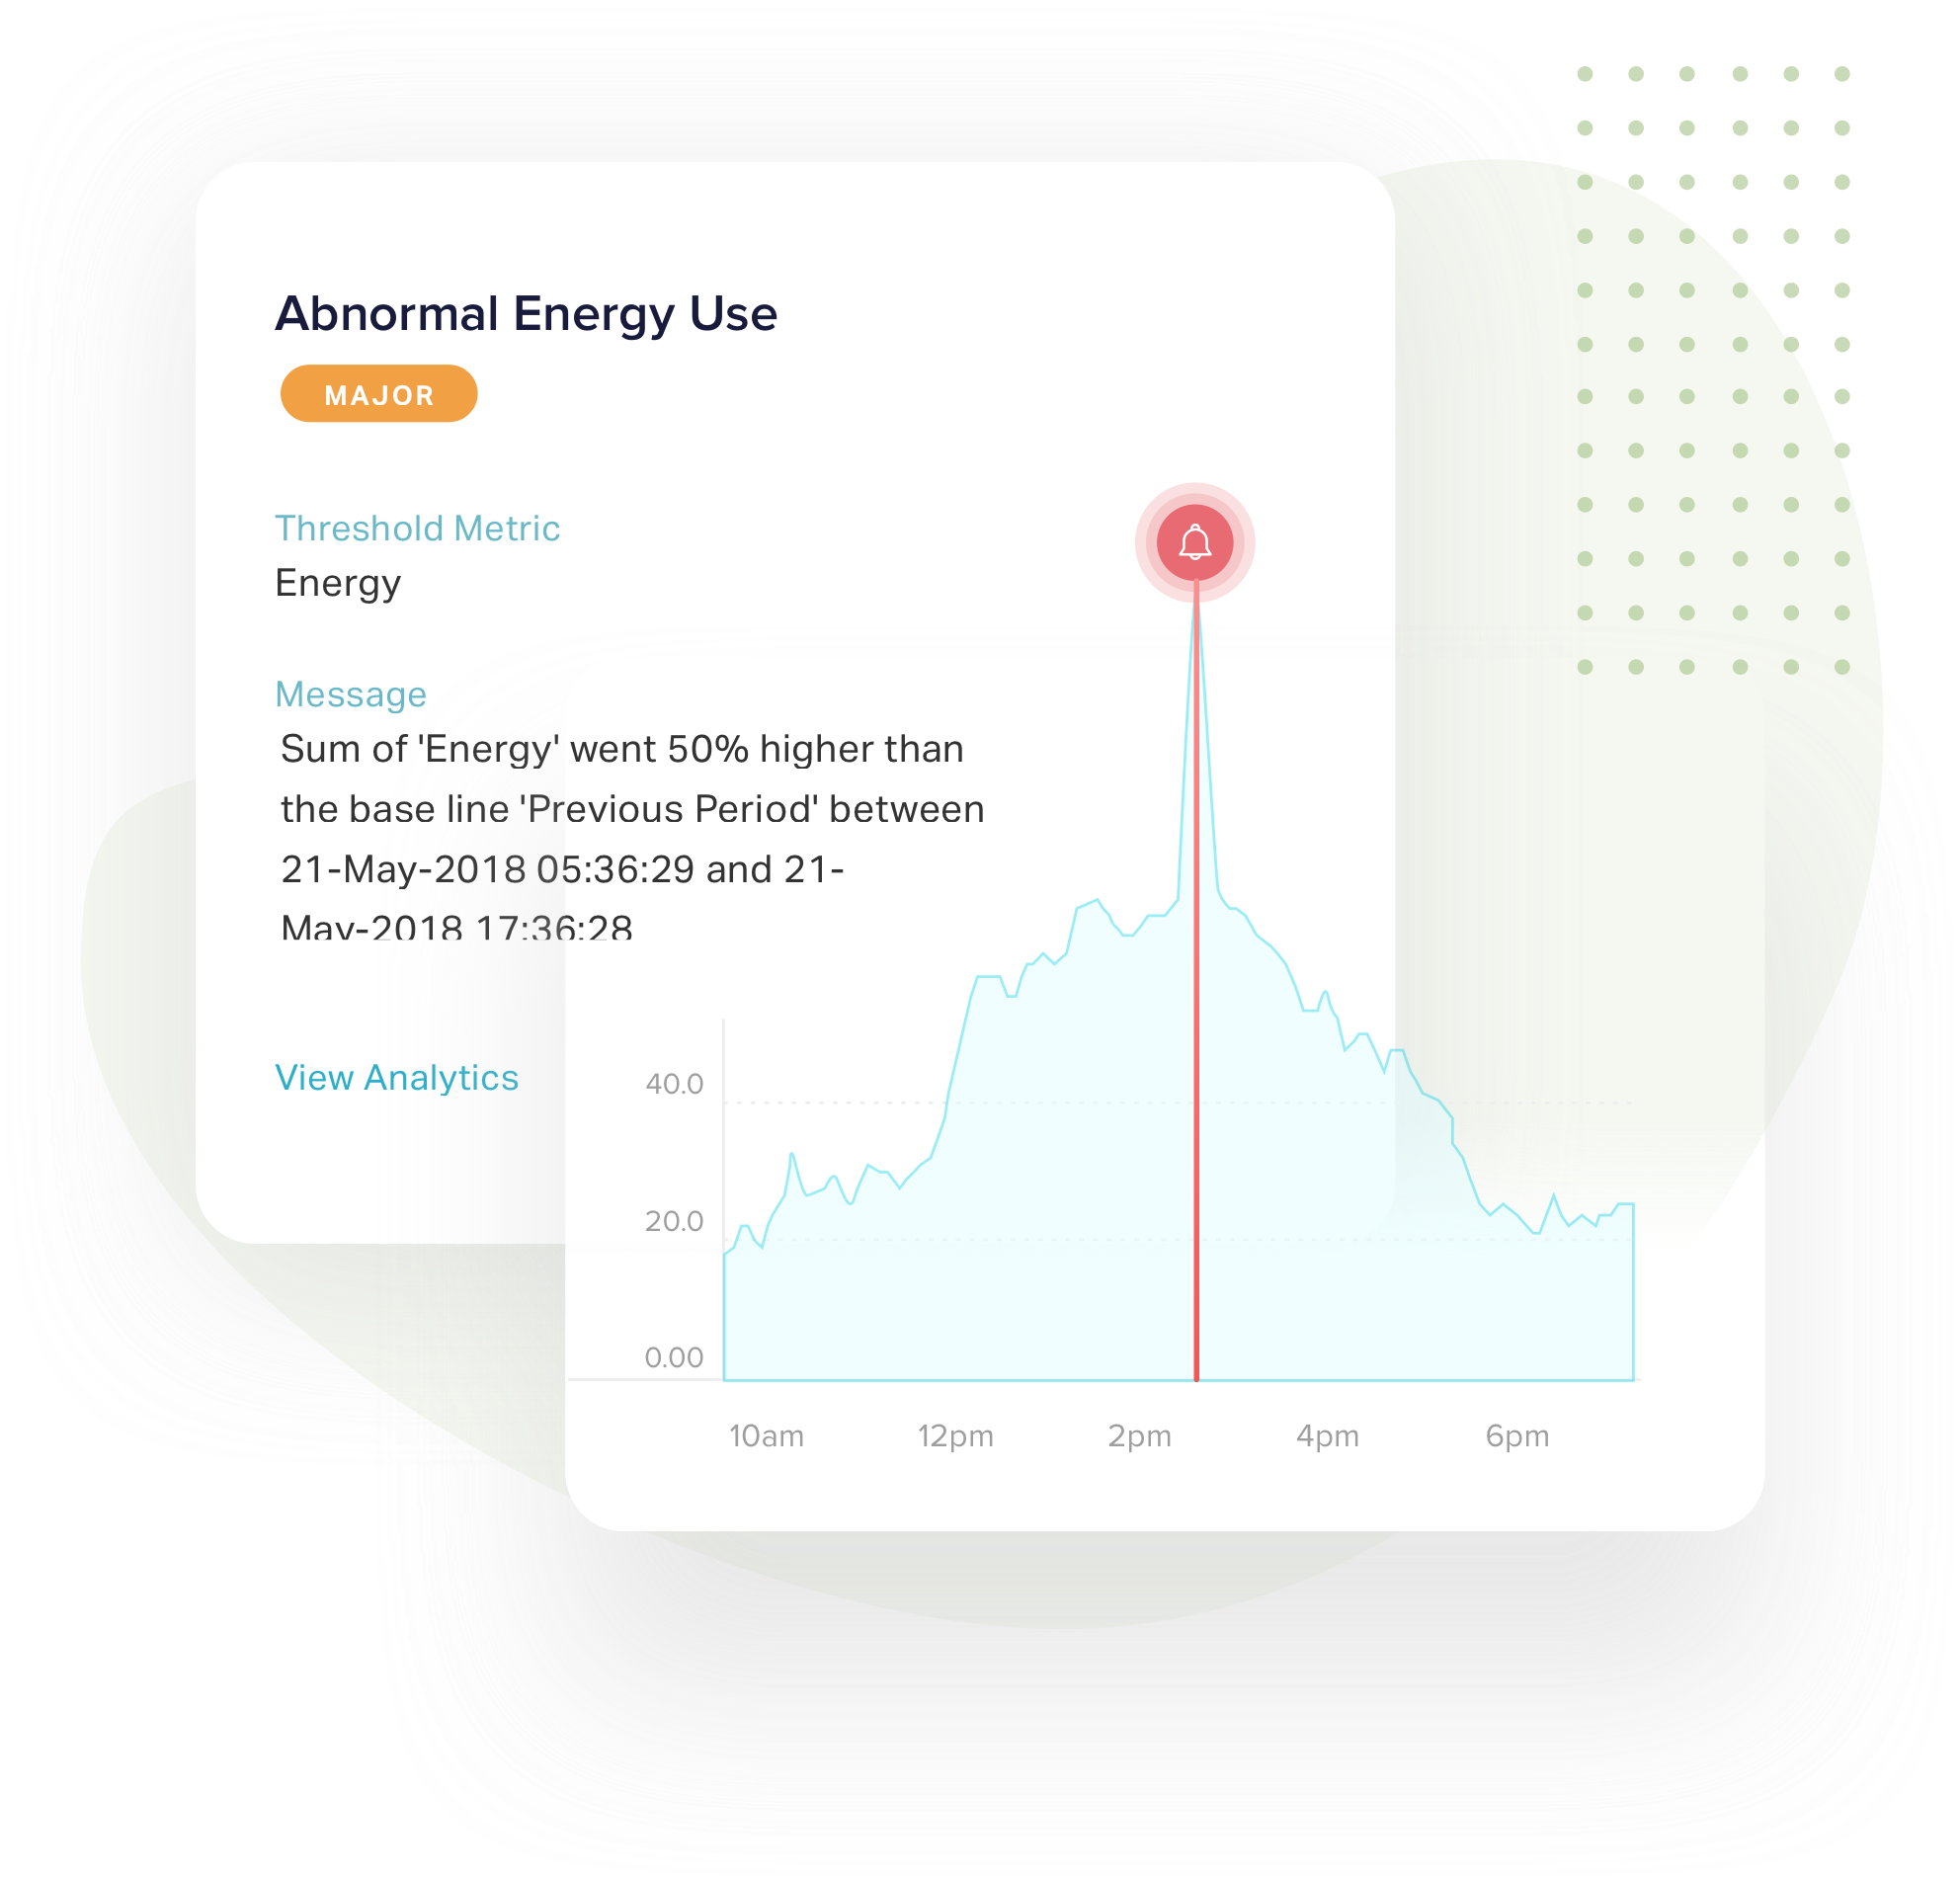 Abnormal Energy Use
MAJOR
Threshold Metric
Energy
Message
Sum of 'Energy' went 50% higher than
the base line 'Previous Period' between
21-May-2018 05:36:29 and 21-
May-2018 17:36:28
View Analytics
40.0
20.0
0.00
10am 12pm 2pm 4pm 6pm